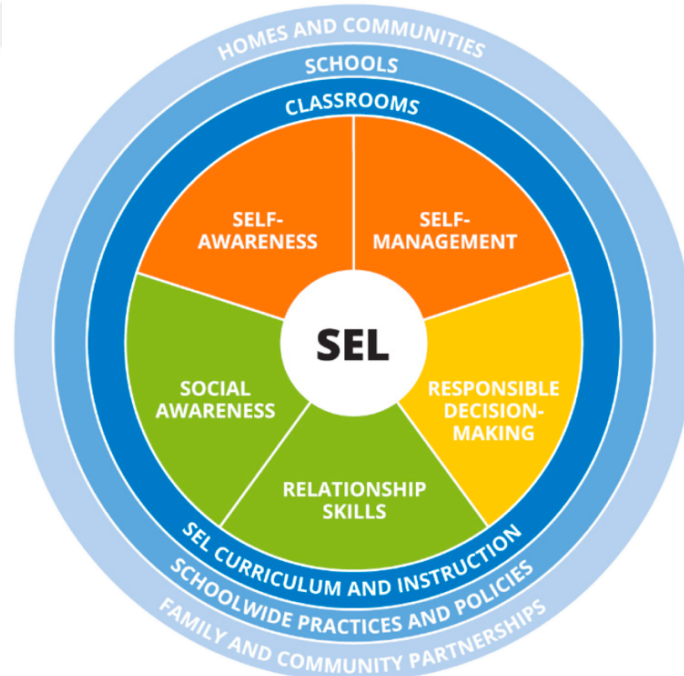 HOMES AND COMMUNITIES
SCHOOLS
CLASSROOMS
SELF-
AWARENESS
SELF-
MANAGEMENT
SEL
SOCIAL
AWARENESS
RESPONSIBLE
DECISION-
MAKING
RELATIONSHIP
SKILLS
SEL CURRICULUM AND INSTRUCTION
SCHOOLWIDE PRACTICES AND POLICIES
FAMILY AND COMMUNITY PARTNERSHIPS